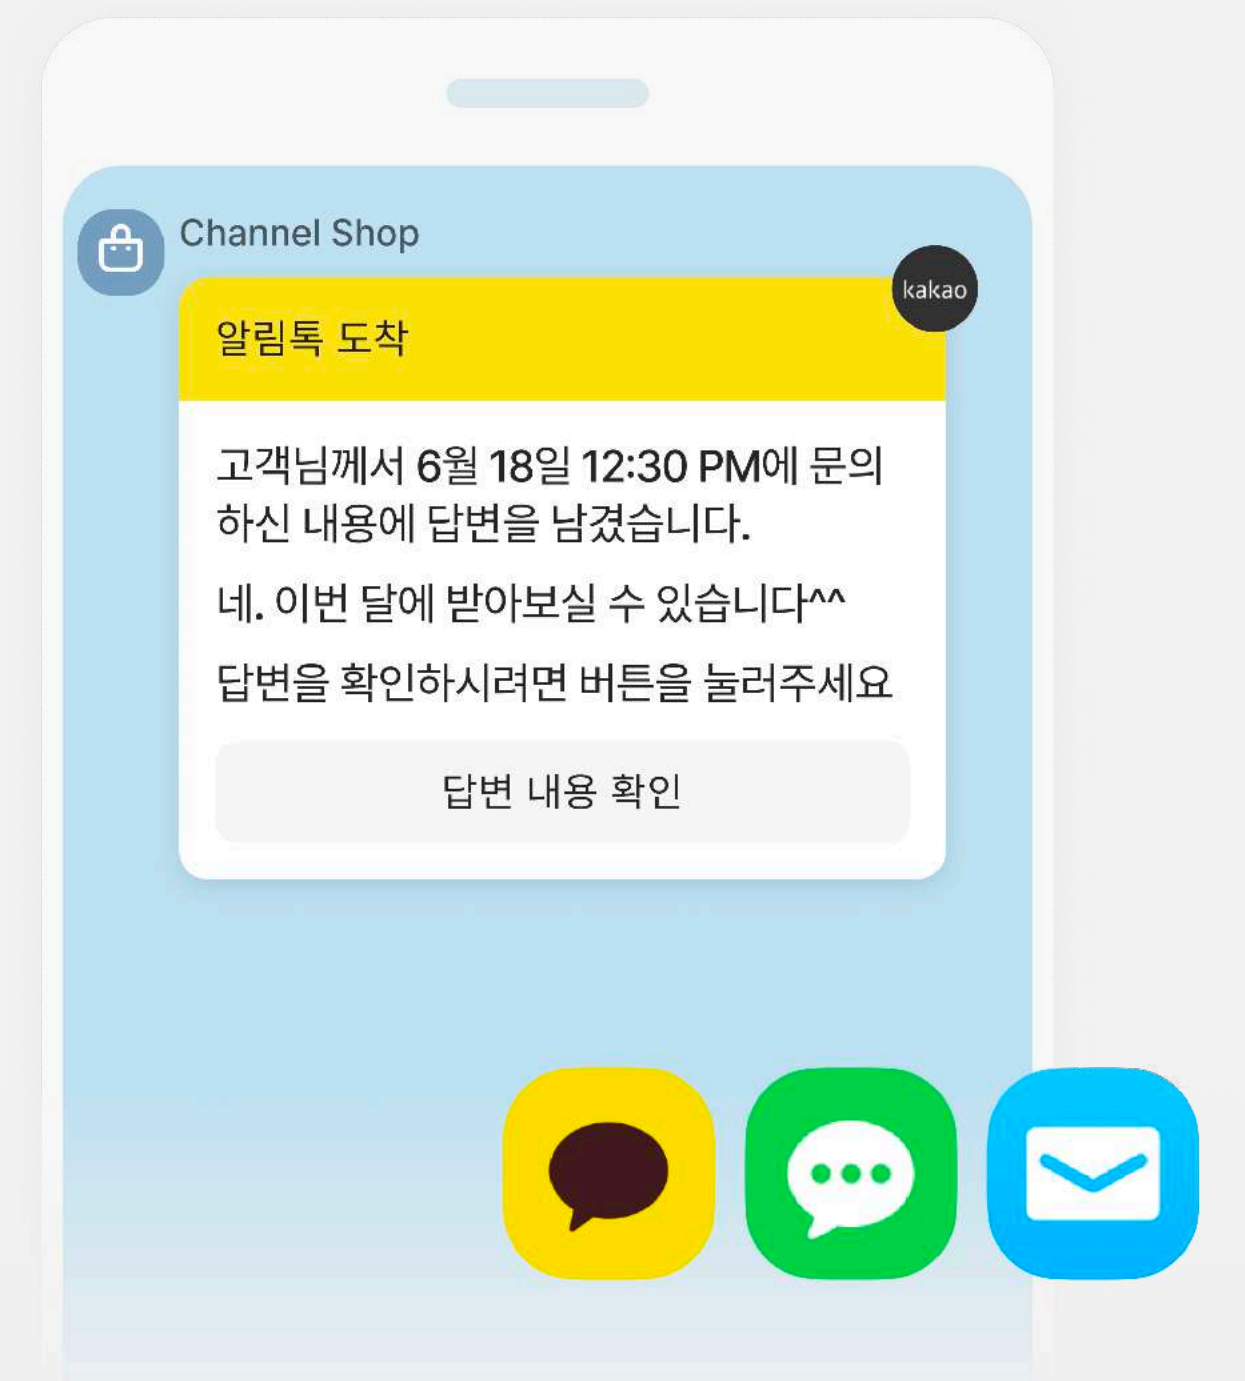 Channel Shop
kakao
알림톡 도착
고객님께서 6월 18일 12:30 PM에 문의
하신 내용에 답변을 남겼습니다.
네. 이번 달에 받아보실 수 있습니다^^
답변을 확인하시려면 버튼을 눌러주세요
답변 내용 확인